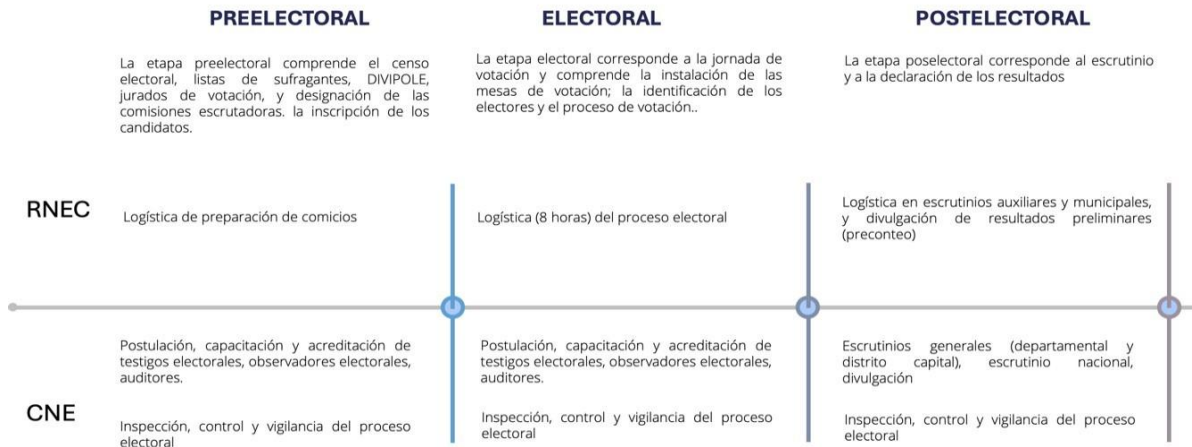 PREELECTORAL
ELECTORAL
POSTELECTORAL
La etapa preelectoral comprende el censo
electoral, listas de sufragantes, DIVIPOLE,
jurados de votación, y designación de las
comisiones escrutadoras. la inscripción de los
candidatos.
La etapa electoral corresponde a la jornada de
votación y comprende la instalación de las
mesas de votación; la identificación de los
electores y el proceso de votación..
La etapa poselectoral corresponde al escrutinio
y a la declaración de los resultados
RNEC
Logística de preparación de comicios
Logística (8 horas) del proceso electoral
Logística en escrutinios auxiliares y municipales,
y divulgación de resultados preliminares
(preconteo)
CNE
Postulación, capacitación y acreditación de
testigos electorales, observadores electorales,
auditores.
Inspección, control y vigilancia del proceso
electoral
Postulación, capacitación y acreditación de
testigos electorales, observadores electorales,
auditores.
Inspección, control y vigilancia del proceso
electoral
Escrutinios generales (departamental y
distrito capital), escrutinio nacional,
divulgación
Inspección, control y vigilancia del proceso
electoral